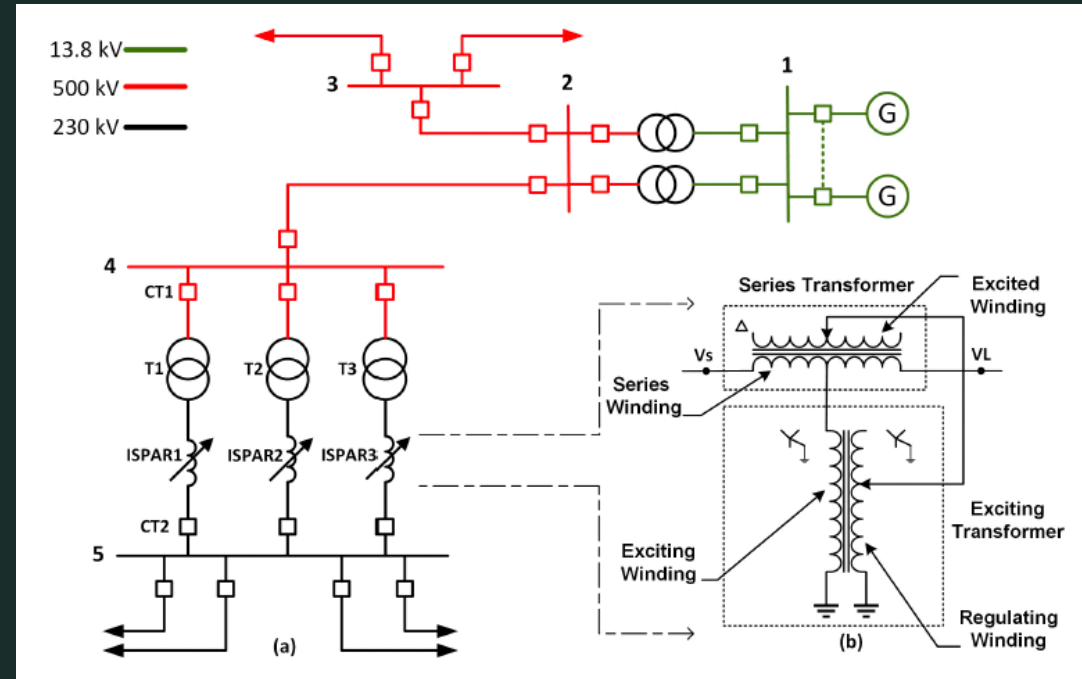 13.8 kV
500 kV
230 kV
3
2
1
G
G
4
CT1
T1
T2
T3
ISPAR1
ISPAR2
ISPAR3
CT2
5
(a)
Series Transformer
Excited
Winding
Δ
Vs
VL
Series
Winding
Exciting
Winding
Exciting
Transformer
Regulating
Winding
(b)